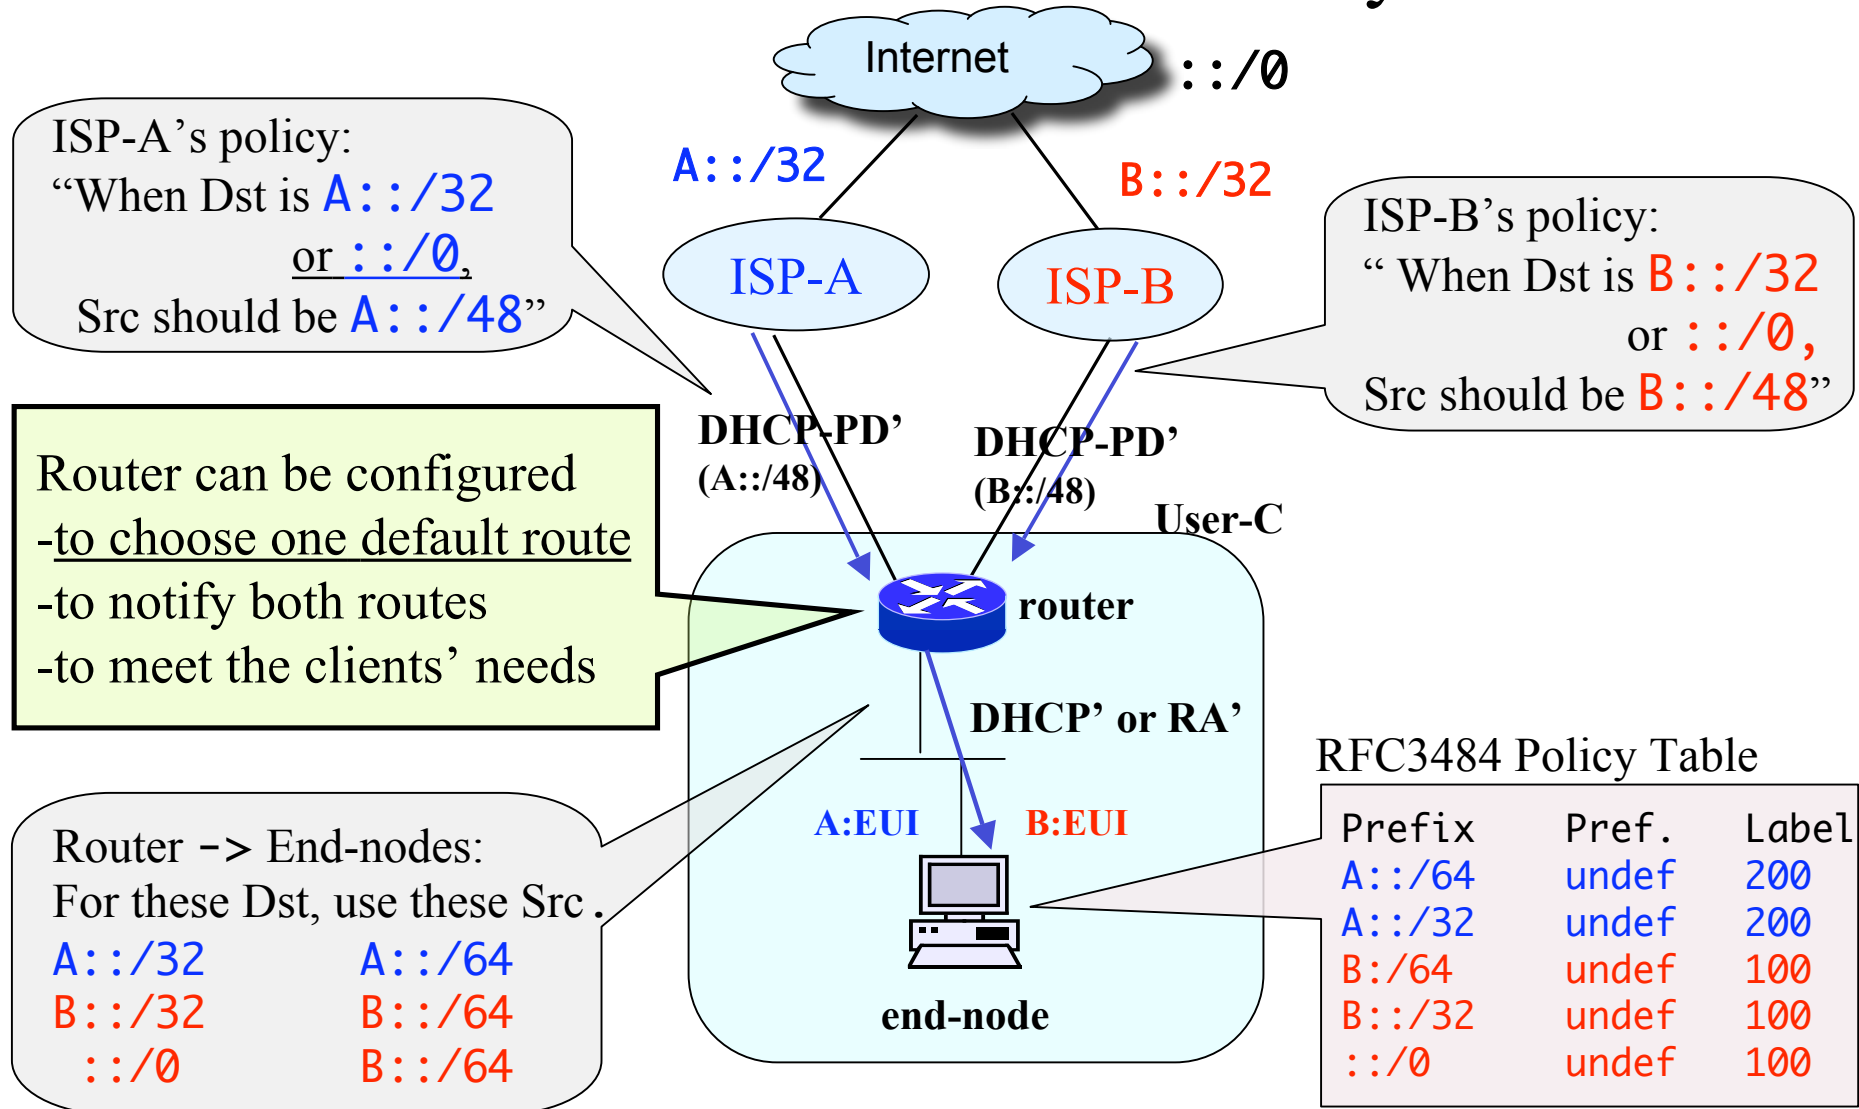 Internet
::/0
ISP-A’s policy:
“When Dst is A::/32
or ::/0,
Src should be A::/48”
A::/32
B::/32
ISP-B’s policy:
“ When Dst is B::/32
or ::/0,
Src should be B::/48”
ISP-A
ISP-B
DHCP-PD’
(A::/48)
DHCP-PD’
(B::/48)
Router can be configured
-to choose one default route
-to notify both routes
-to meet the clients’ needs
User-C
router
DHCP’ or RA’
Router -> End-nodes:
For these Dst, use these Src.
A::/32 A::/64
B::/32 B::/64
::/0 B::/64
A:EUI B:EUI
end-node
RFC3484 Policy Table
Prefix Pref. Label
A::/64 undef 200
A::/32 undef 200
B:/64 undef 100
B::/32 undef 100
::/0 undef 100